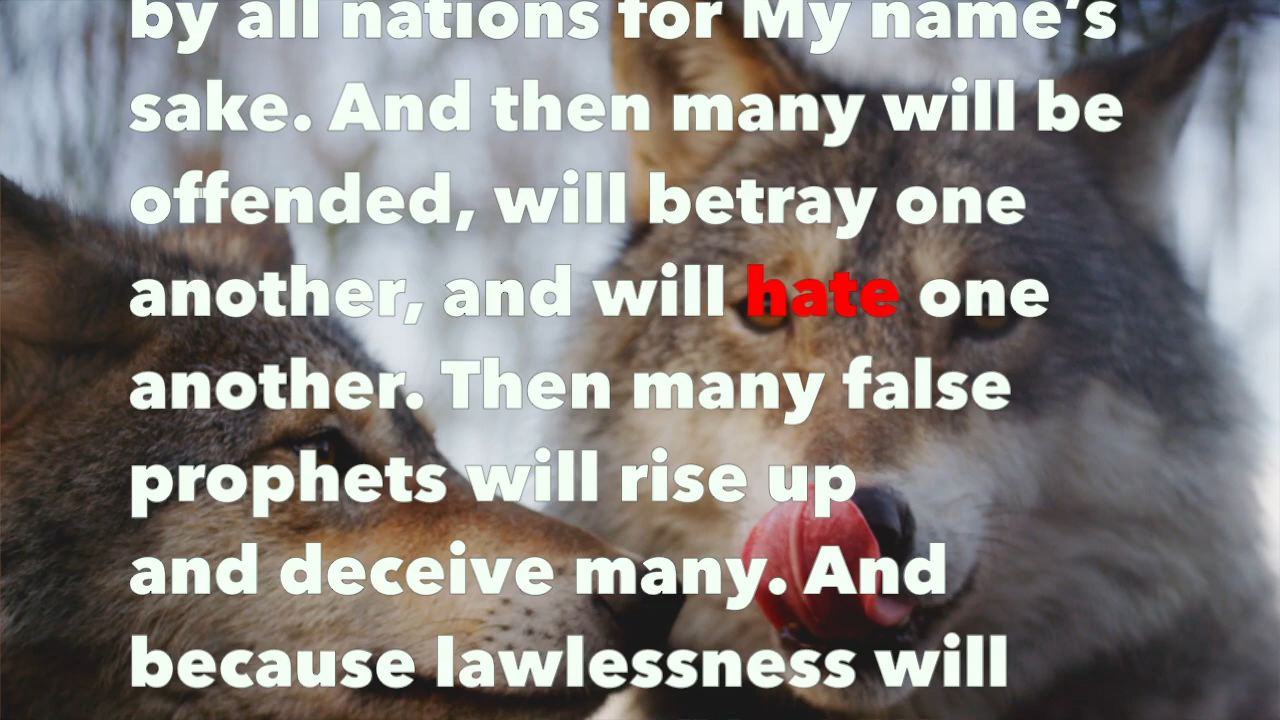 by all nations for My name's
sake. And then many will be
offended, will betray one
another, and will hate one
another. Then many false
prophets will rise up
and deceive many. And
because lawlessness will